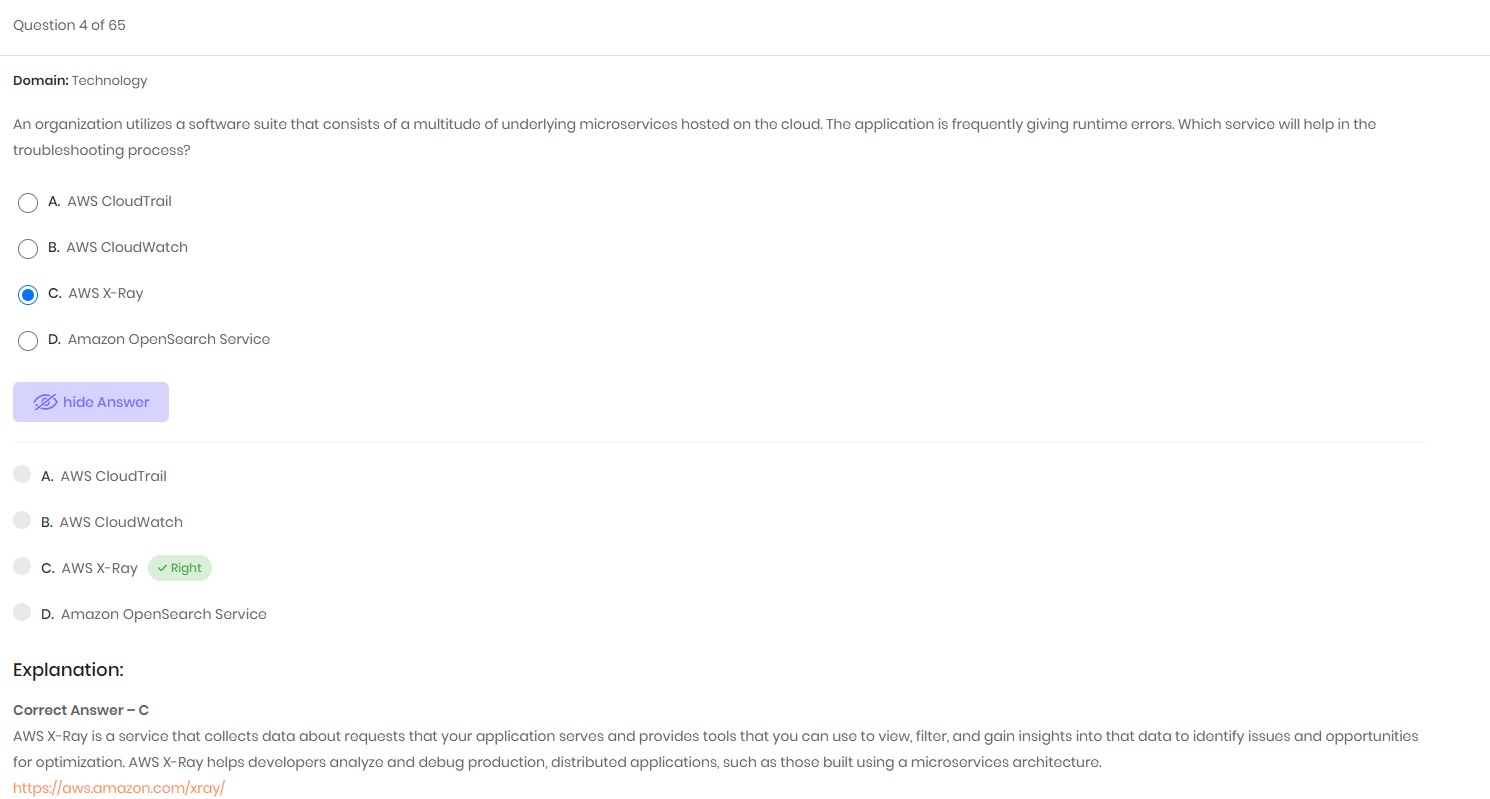 Question 4 of 65
Domain: Technology
An organization utilizes a software suite that consists of a multitude of underlying microservices hosted on the cloud. The application is frequently giving runtime errors. Which service will help in the
troubleshooting process?
A. AWS CloudTrail
B. AWS CloudWatch
C. AWS X-Ray
D. Amazon OpenSearch Service
hide Answer
A. AWS CloudTrail
B. AWS CloudWatch
C. AWS X-Ray Right
D. Amazon OpenSearch Service
Explanation:
Correct Answer – C
AWS X-Ray is a service that collects data about requests that your application serves and provides tools that you can use to view, filter, and gain insights into that data to identify issues and opportunities
for optimization. AWS X-Ray helps developers analyze and debug production, distributed applications, such as those built using a microservices architecture.
https://aws.amazon.com/xray/